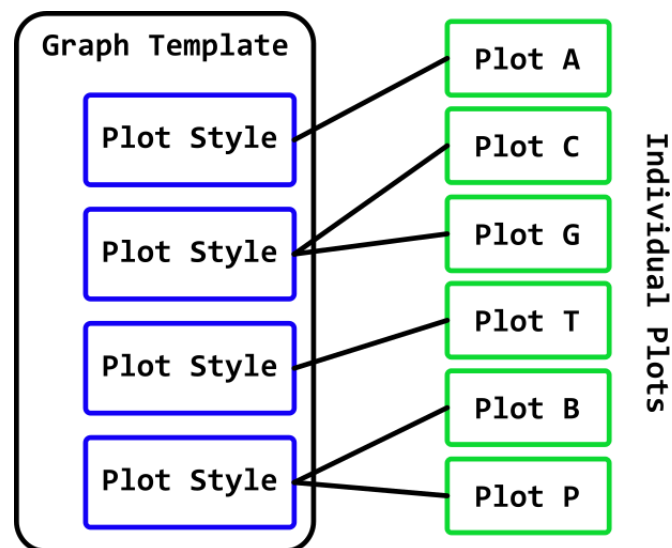 Graph Template
Plot Style
Plot Style
Plot Style
Plot Style
Plot A
Plot C
Plot G
Plot T
Plot B
Plot P
Individual Plots